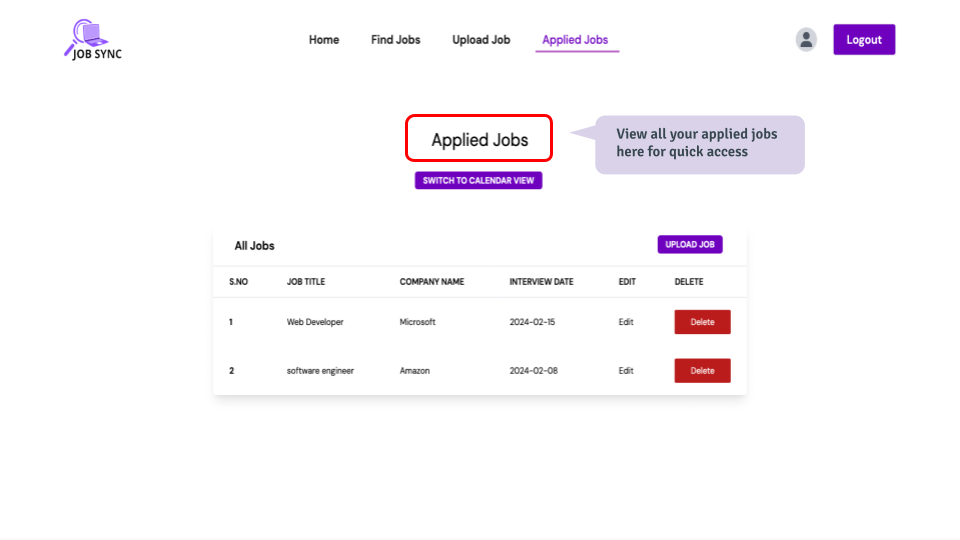 JOB SYNC
Home Find Jobs Upload Job Applied Jobs Logout
Applied Jobs
View all your applied jobs
here for quick access
SWITCH TO CALENDAR VIEW
All Jobs UPLOAD JOB
S.NO JOB TITLE COMPANY NAME INTERVIEW DATE EDIT DELETE
1 Web Developer Microsoft 2024-02-15 Edit Delete
2 software engineer Amazon 2024-02-08 Edit Delete